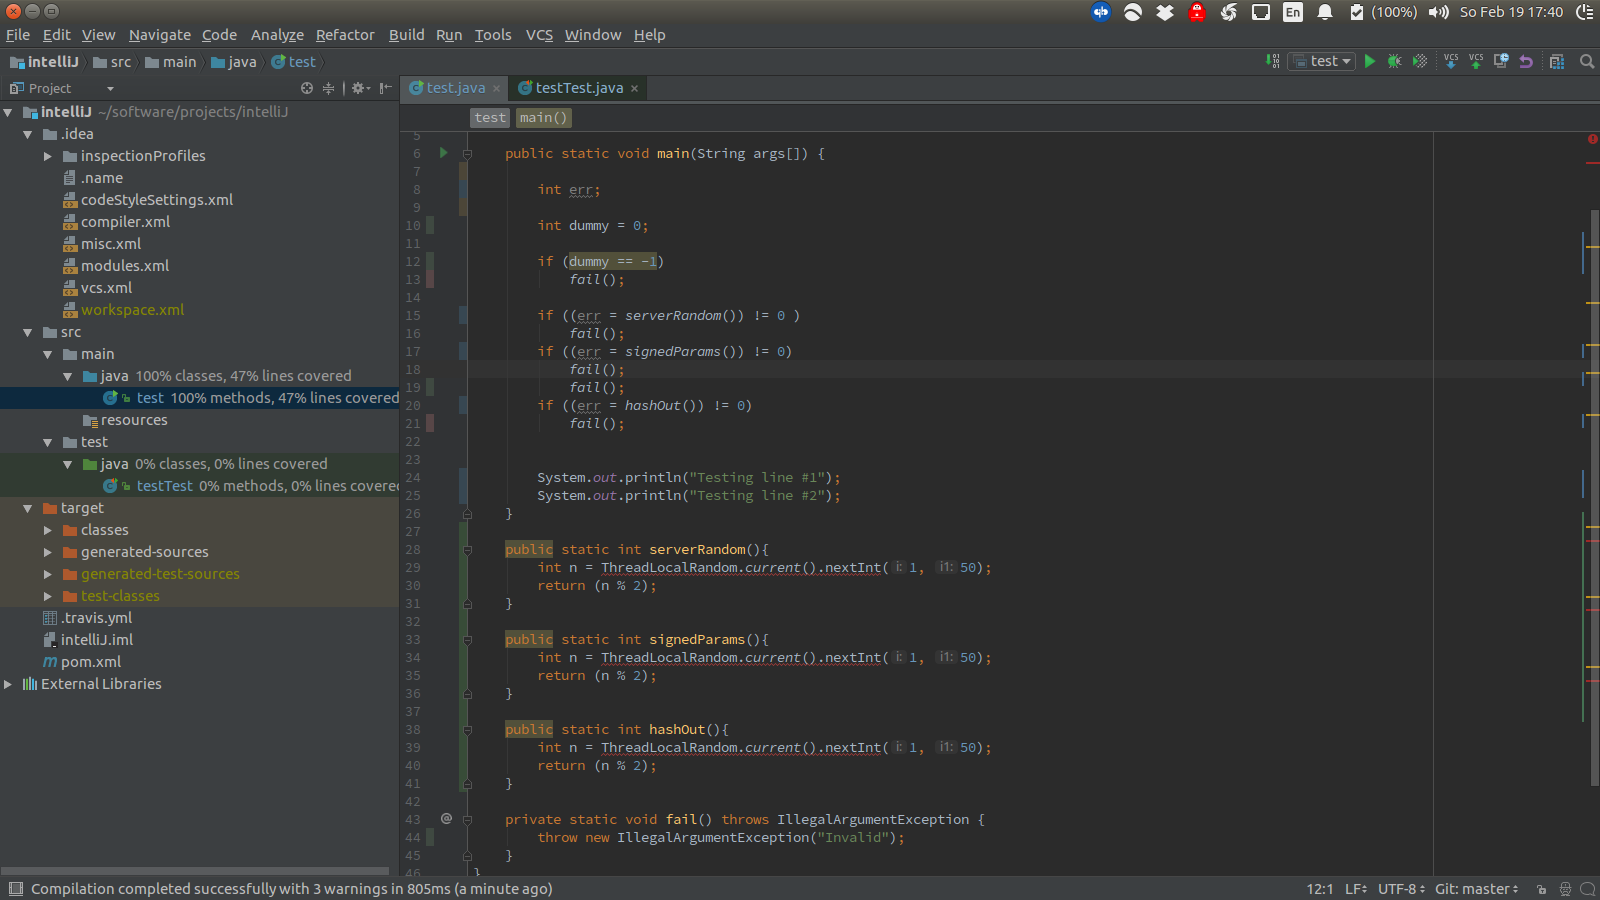 En (100%) So Feb 19 17:40
File Edit View Navigate Code Analyze Refactor Build Run Tools VCS Window Help
intelliJ src main java test
test
VCS VCS
Project
test.java testTest.java
test main()
intelliJ ~/software/projects/intelliJ
.idea
inspectionProfiles
.name
codeStyleSettings.xml
compiler.xml
misc.xml
modules.xml
vcs.xml
workspace.xml
src
main
java 100% classes, 47% lines covered
test 100% methods, 47% lines covered
resources
test
java 0% classes, 0% lines covered
testTest 0% methods, 0% lines covered
target
classes
generated-sources
generated-test-sources
test-classes
.travis.yml
intelliJ.iml
pom.xml
External Libraries
5
6 public static void main(String args[]) {
7
8 int err;
9
10 int dummy = 0;
11
12 if (dummy == -1)
13 fail();
14
15 if ((err = serverRandom()) != 0 )
16 fail();
17 if ((err = signedParams()) != 0)
18 fail();
19 fail();
20 if ((err = hashOut()) != 0)
21 fail();
22
23
24 System.out.println("Testing line #1");
25 System.out.println("Testing line #2");
26 }
27
28 public static int serverRandom(){
29 int n = ThreadLocalRandom.current().nextInt(i: 1, i1: 50);
30 return (n % 2);
31 }
32
33 public static int signedParams(){
34 int n = ThreadLocalRandom.current().nextInt(i: 1, i1: 50);
35 return (n % 2);
36 }
37
38 public static int hashOut(){
39 int n = ThreadLocalRandom.current().nextInt(i: 1, i1: 50);
40 return (n % 2);
41 }
42
43 @ private static void fail() throws IllegalArgumentException {
44 throw new IllegalArgumentException("Invalid");
45 }
46 }
Compilation completed successfully with 3 warnings in 805ms (a minute ago) 12:1 LF UTF-8 Git: master